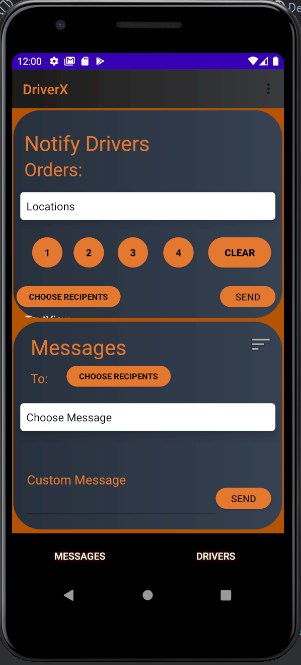 12:00
DriverX
Notify Drivers
Orders:
Locations
1 2 3 4 CLEAR
CHOOSE RECIPENTS SEND
Messages
To: CHOOSE RECIPENTS
Choose Message
Custom Message
SEND
MESSAGES DRIVERS